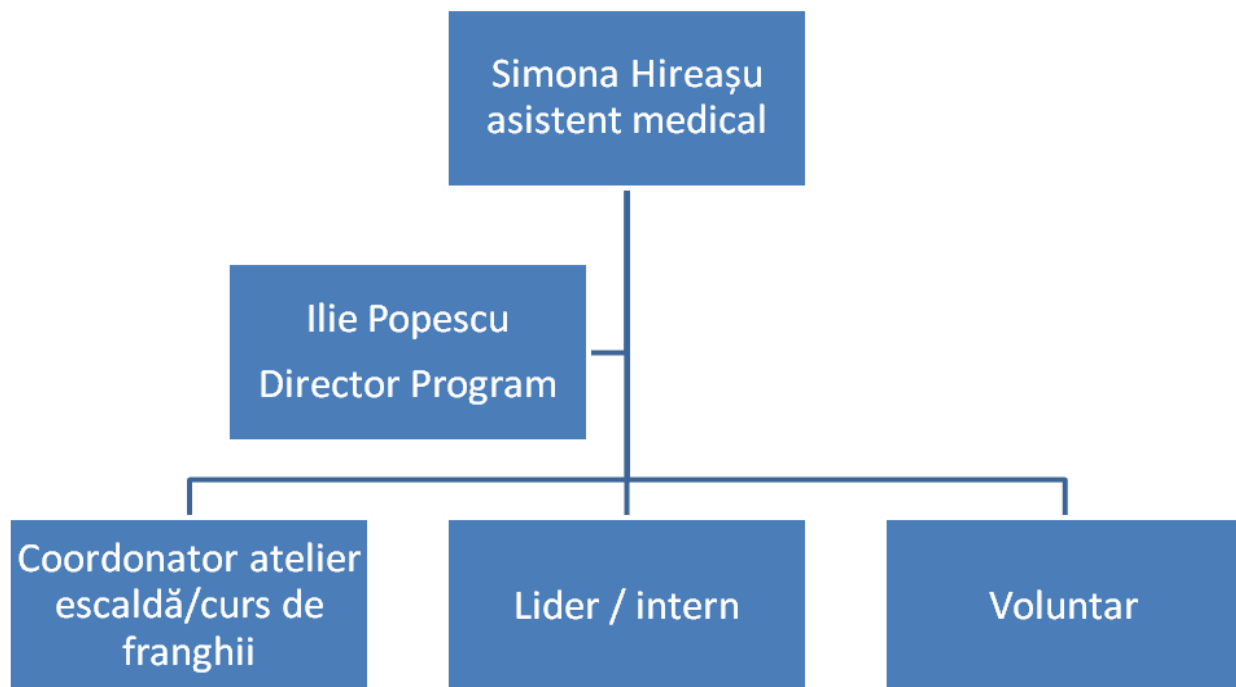 Simona Hireașu
asistent medical
Ilie Popescu
Director Program
Coordonator atelier
escaldă/curs de
franghii
Lider / intern
Voluntar